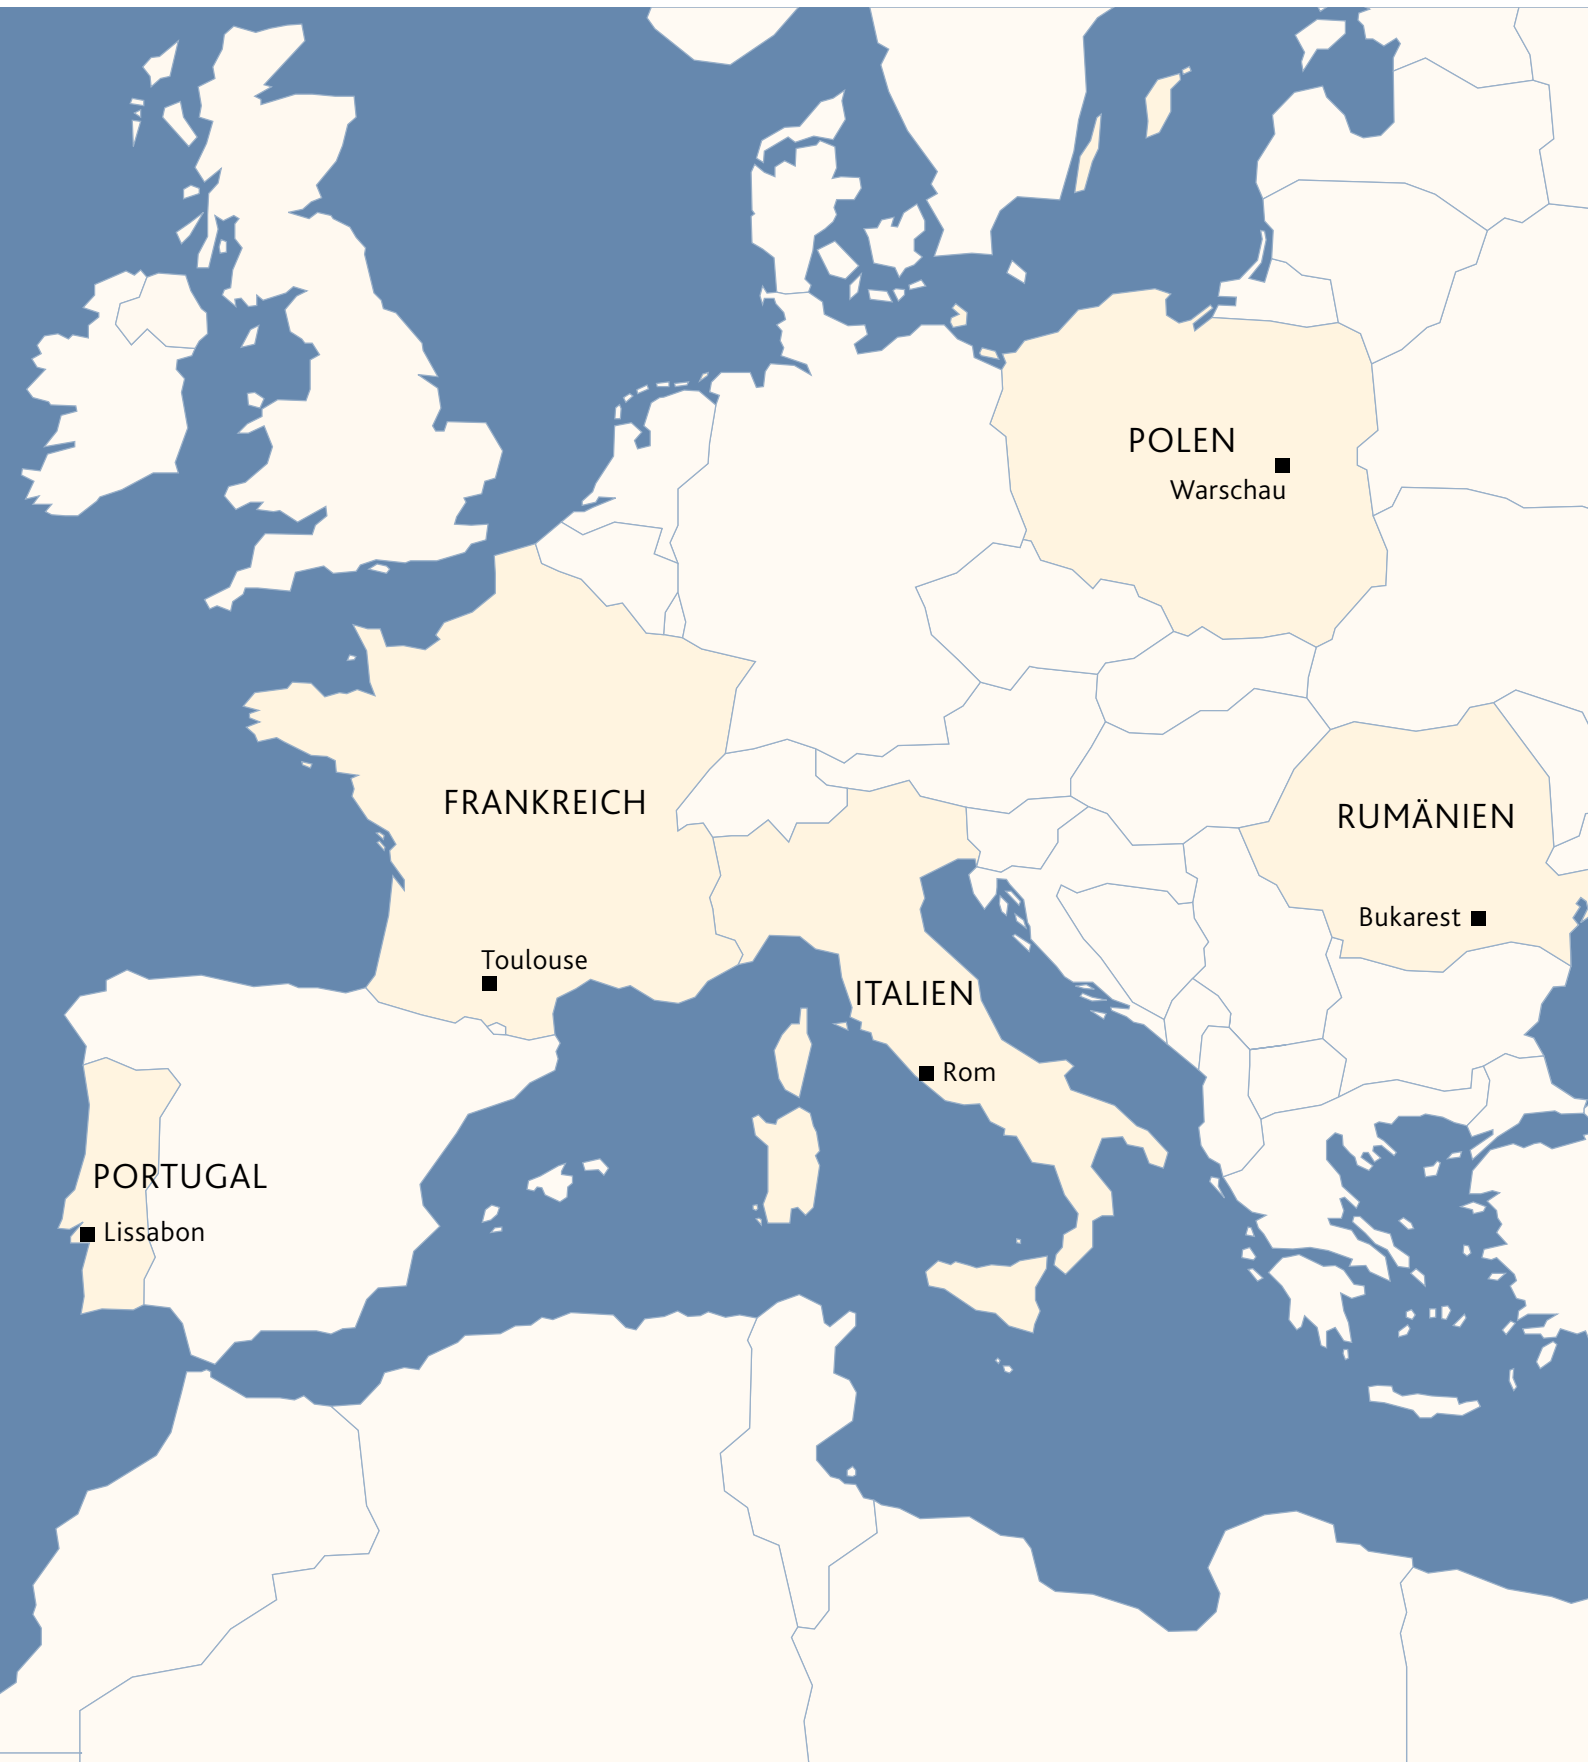 POLEN
Warschau
FRANKREICH
RUMÄNIEN
Bukarest
Toulouse
ITALIEN
Rom
PORTUGAL
Lissabon